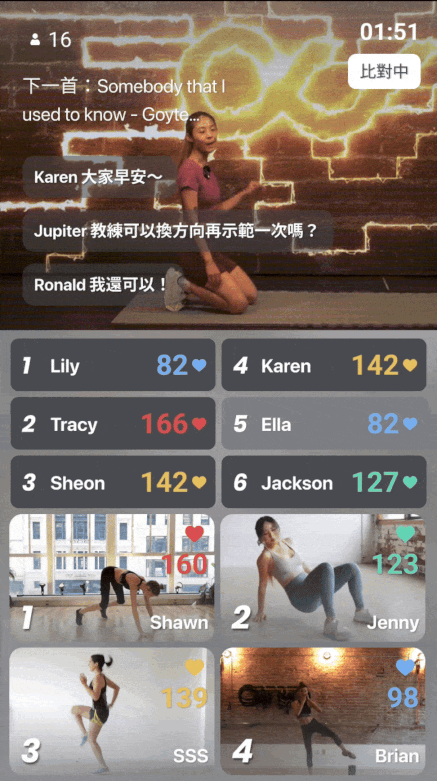 16
01:51
比對中
下一首：Somebody that I
used to know - Goyte...
Karen 大家早安～
Jupiter 教練可以換方向再示範一次嗎？
Ronald 我還可以！
1 Lily 82
4 Karen 142
2 Tracy 166
5 Ella 82
3 Sheon 142
6 Jackson 127
160
1 Shawn
123
2 Jenny
139
3 SSS
98
4 Brian